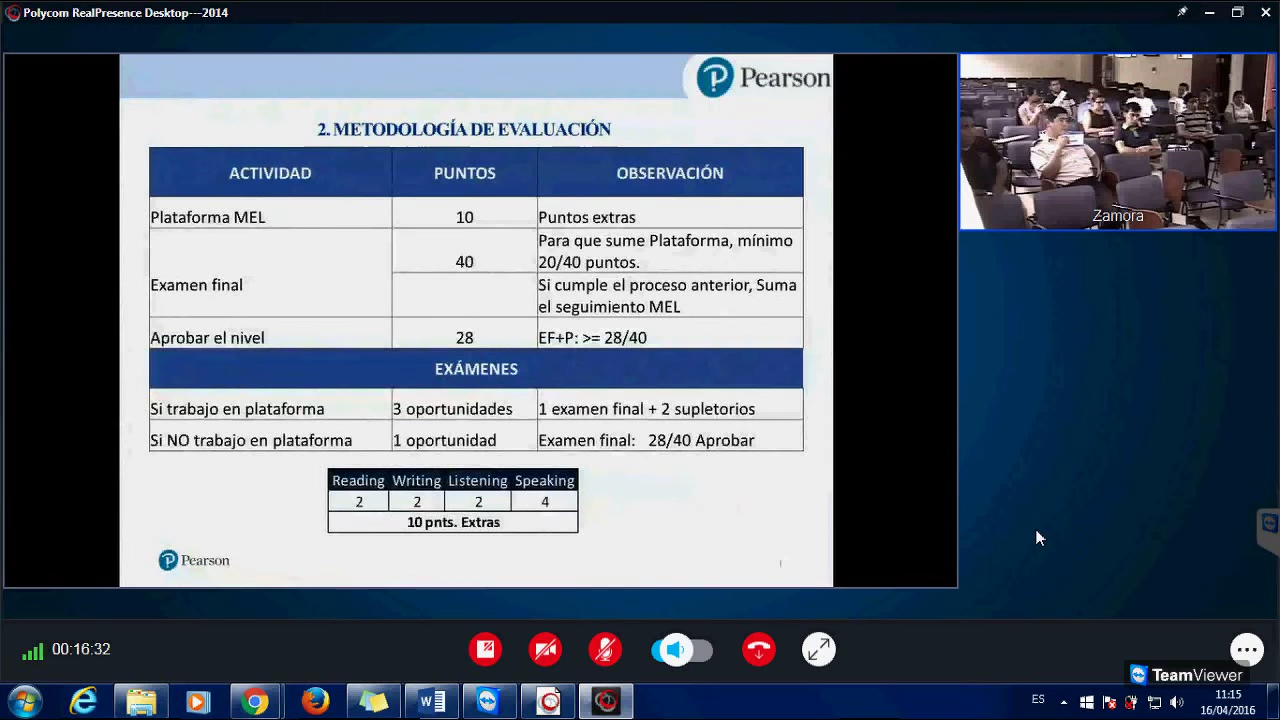 Polycom RealPresence Desktop---2014
Pearson
2. METODOLOGÍA DE EVALUACIÓN
ACTIVIDAD PUNTOS OBSERVACIÓN
Plataforma MEL 10 Puntos extras
Examen final 40 Para que sume Plataforma, mínimo
20/40 puntos.
Si cumple el proceso anterior, Suma
el seguimiento MEL
Aprobar el nivel 28 EF+P: >= 28/40
EXÁMENES
Si trabajo en plataforma 3 oportunidades 1 examen final + 2 supletorios
Si NO trabajo en plataforma 1 oportunidad Examen final: 28/40 Aprobar
Reading Writing Listening Speaking
2 2 2 4
10 pnts. Extras
Pearson
Zamora
00:16:32
TeamViewer
ES
11:15
16/04/2016